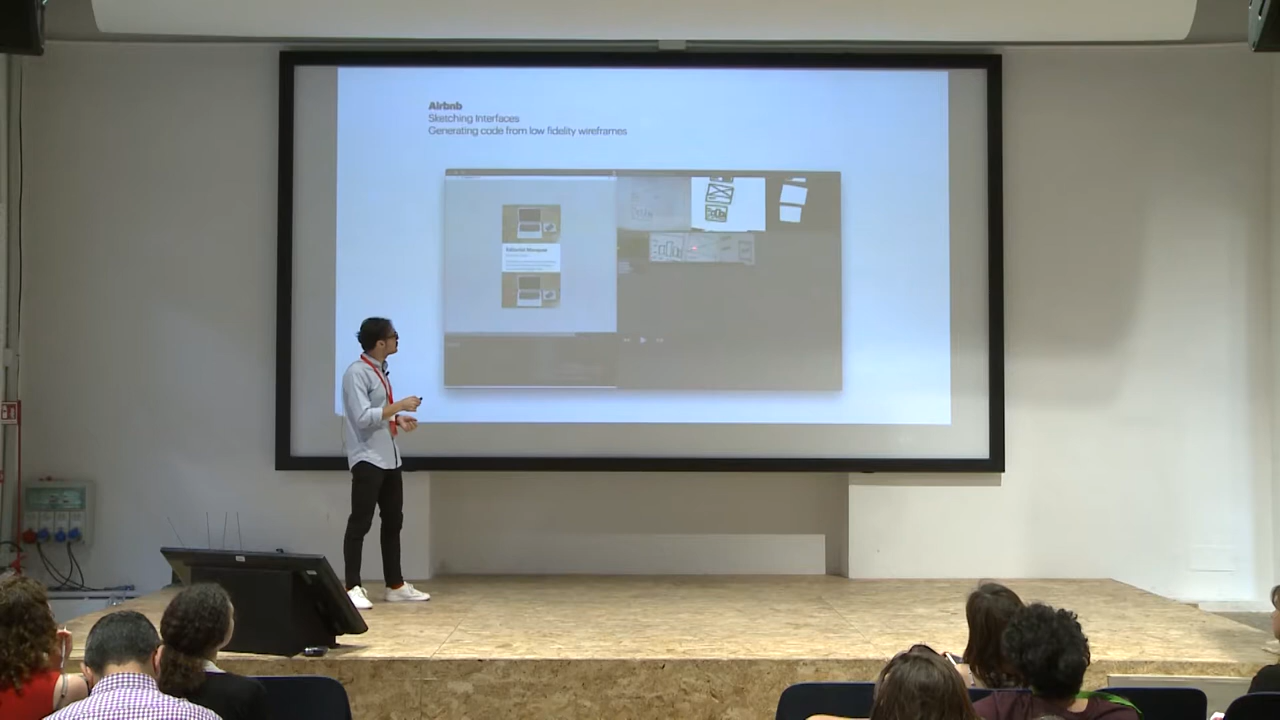 Airbnb
Sketching Interfaces
Generating code from low fidelity wireframes